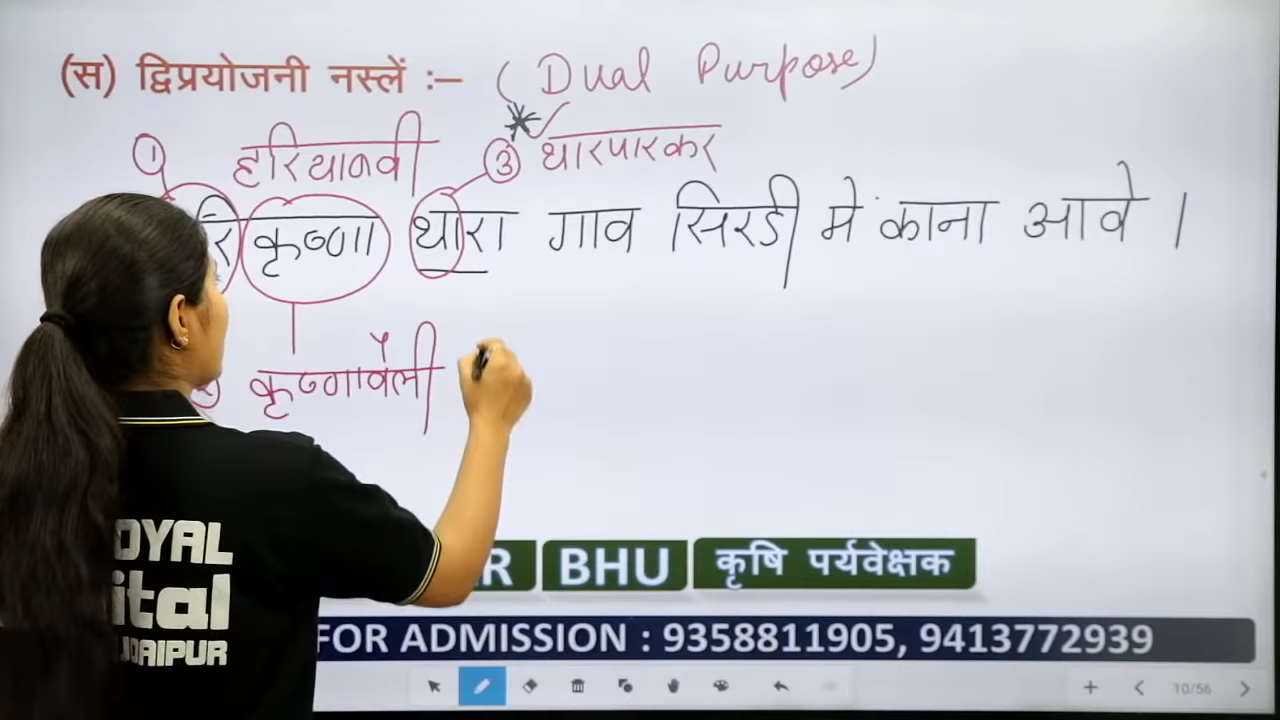 (स) द्विप्रयोजनी नस्लें :– (Dual Purpose)
① हरियाणवी ③ थारपारकर
कृष्णा थारा गाव सिरडी में काना आवे ।
कृष्णावेली
BHU कृषि पर्यवेक्षक
FOR ADMISSION : 9358811905, 9413772939
10/56